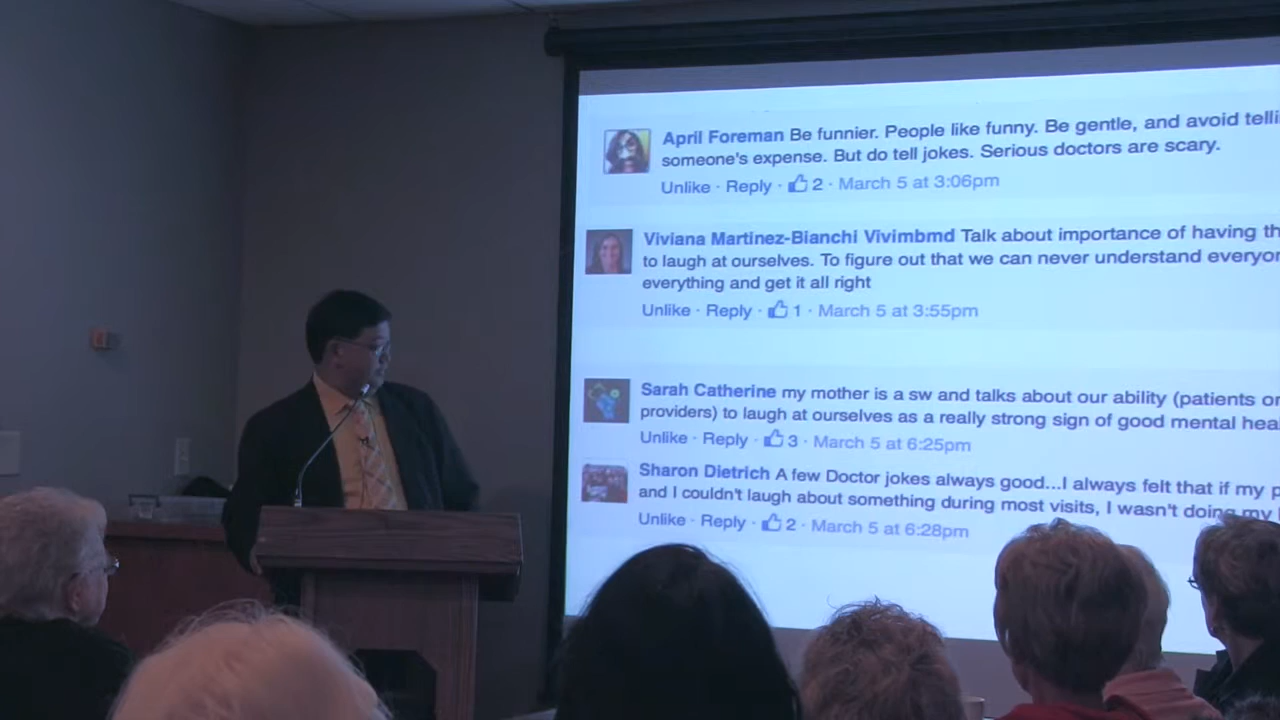 April Foreman Be funnier. People like funny. Be gentle, and avoid telli
someone's expense. But do tell jokes. Serious doctors are scary.
Unlike · Reply · 2 · March 5 at 3:06pm
Viviana Martinez-Bianchi Vivimbmd Talk about importance of having th
to laugh at ourselves. To figure out that we can never understand everyon
everything and get it all right
Unlike · Reply · 1 · March 5 at 3:55pm
Sarah Catherine my mother is a sw and talks about our ability (patients or
providers) to laugh at ourselves as a really strong sign of good mental heal
Unlike · Reply · 3 · March 5 at 6:25pm
Sharon Dietrich A few Doctor jokes always good...I always felt that if my p
and I couldn't laugh about something during most visits, I wasn't doing my
Unlike · Reply · 2 · March 5 at 6:28pm